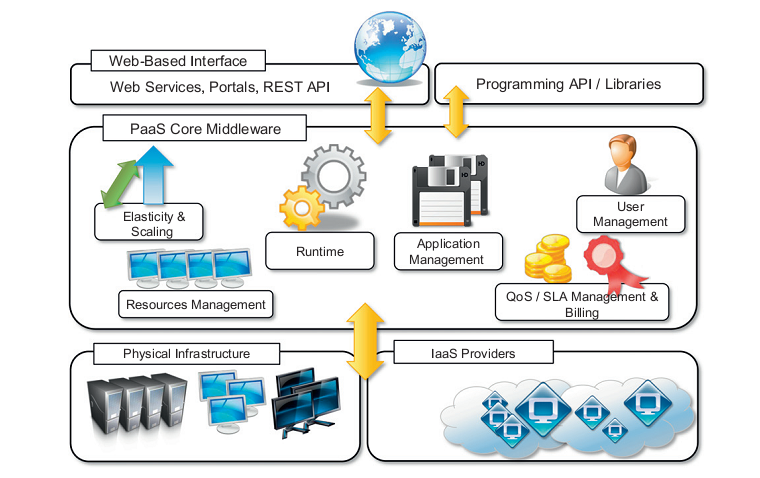 Web-Based Interface
Web Services, Portals, REST API
Programming API / Libraries
PaaS Core Middleware
Elasticity &
Scaling
Runtime
Application
Management
User
Management
Resources Management
QoS / SLA Management &
Billing
Physical Infrastructure
IaaS Providers